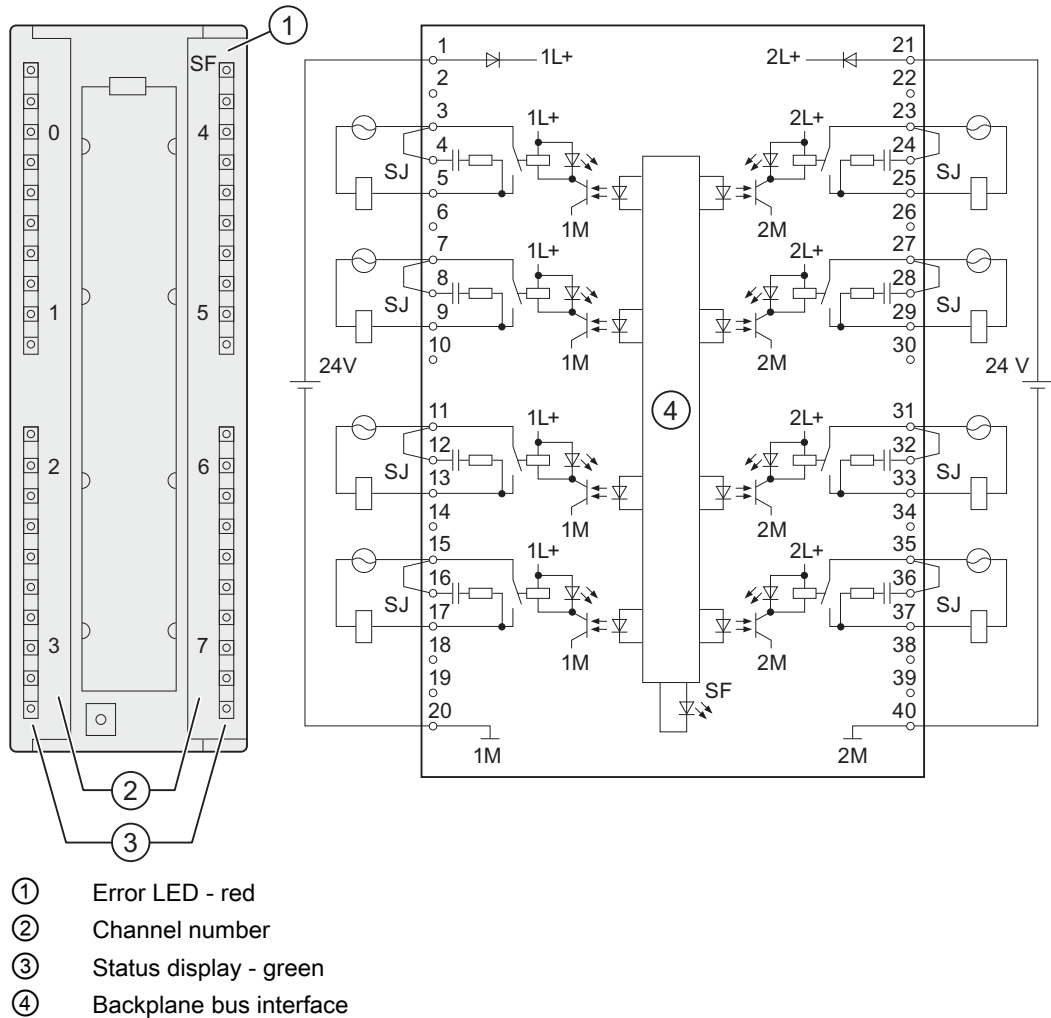 1
SF
0 4
1 5
2 6
3 7
2
3
1 1L+ 2L+ 21
2 22
3 1L+ 2L+ 23
4 24
SJ 5 25 SJ
6 1M 2M 26
7 1L+ 2L+ 27
8 28
SJ 9 29 SJ
10 1M 2M 30
24V 24 V
4
11 1L+ 2L+ 31
12 32
SJ 13 33 SJ
14 1M 2M 34
15 1L+ 2L+ 35
16 36
SJ 17 37 SJ
18 1M 2M 38
19 SF 39
20 40
1M 2M
① Error LED - red
② Channel number
③ Status display - green
④ Backplane bus interface